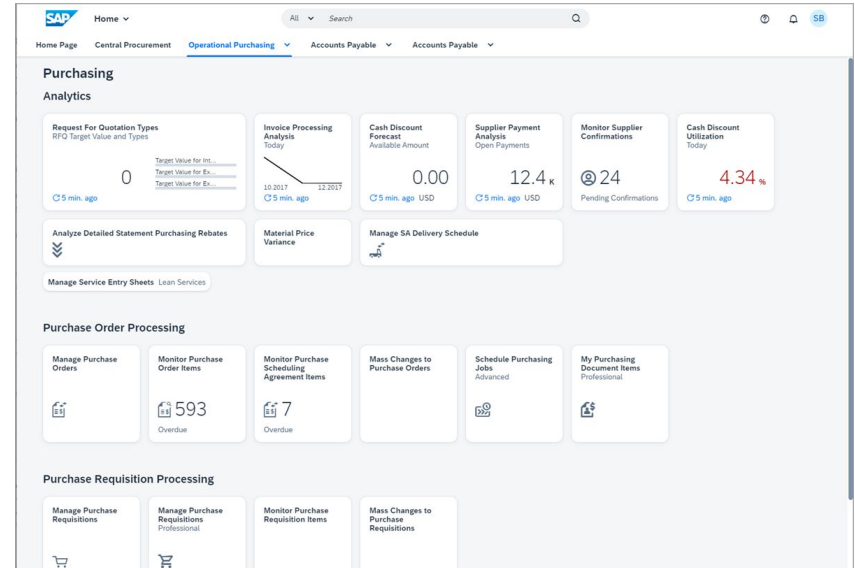 SAP
Home
All
Search
SB
Home Page
Central Procurement
Operational Purchasing
Accounts Payable
Accounts Payable
Purchasing
Analytics
Request For Quotation Types
RFQ Target Value and Types
0
Target Value for Int...
Target Value for Ex...
Target Value for Ex...
5 min. ago
Invoice Processing
Analysis
Today
10.2017 12.2017
5 min. ago
Cash Discount
Forecast
Available Amount
0.00
5 min. ago USD
Supplier Payment
Analysis
Open Payments
12.4 K
5 min. ago USD
Monitor Supplier
Confirmations
24
Pending Confirmations
Cash Discount
Utilization
Today
4.34 %
5 min. ago
Analyze Detailed Statement Purchasing Rebates
Material Price
Variance
Manage SA Delivery Schedule
Manage Service Entry Sheets Lean Services
Purchase Order Processing
Manage Purchase
Orders
Monitor Purchase
Order Items
593
Overdue
Monitor Purchase
Scheduling
Agreement Items
7
Overdue
Mass Changes to
Purchase Orders
Schedule Purchasing
Jobs
Advanced
My Purchasing
Document Items
Professional
Purchase Requisition Processing
Manage Purchase
Requisitions
Manage Purchase
Requisitions
Professional
Monitor Purchase
Requisition Items
Mass Changes to
Purchase
Requisitions